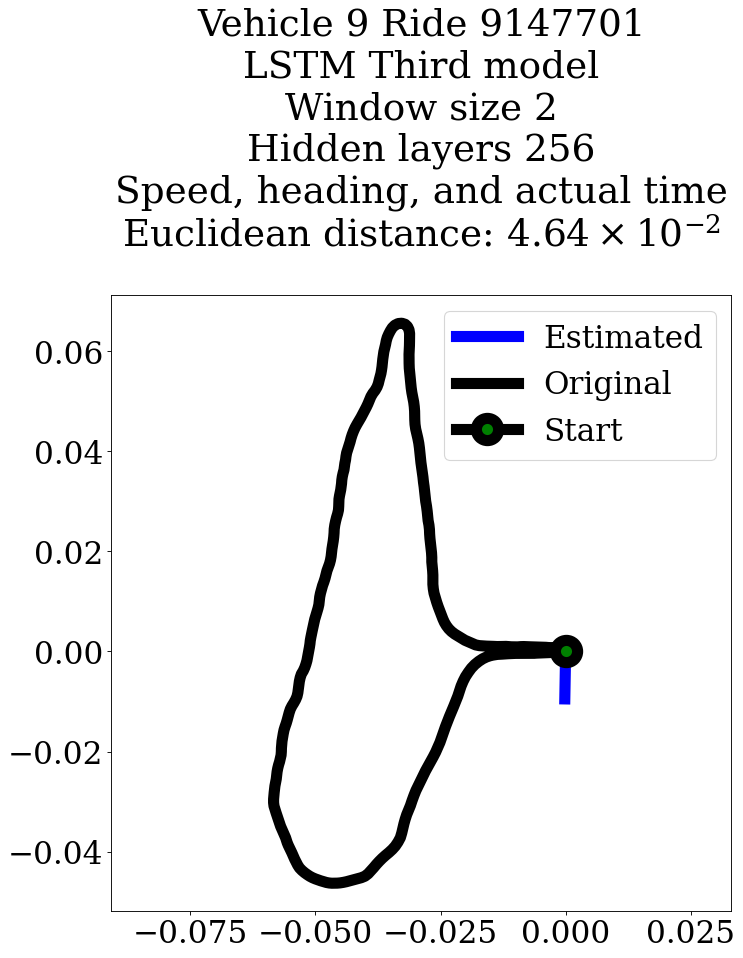 Vehicle 9 Ride 9147701
LSTM Third model
Window size 2
Hidden layers 256
Speed, heading, and actual time
Euclidean distance: 4.64 × 10⁻²
Estimated
Original
Start
0.06
0.04
0.02
0.00
−0.02
−0.04
−0.075 −0.050 −0.025 0.000 0.025